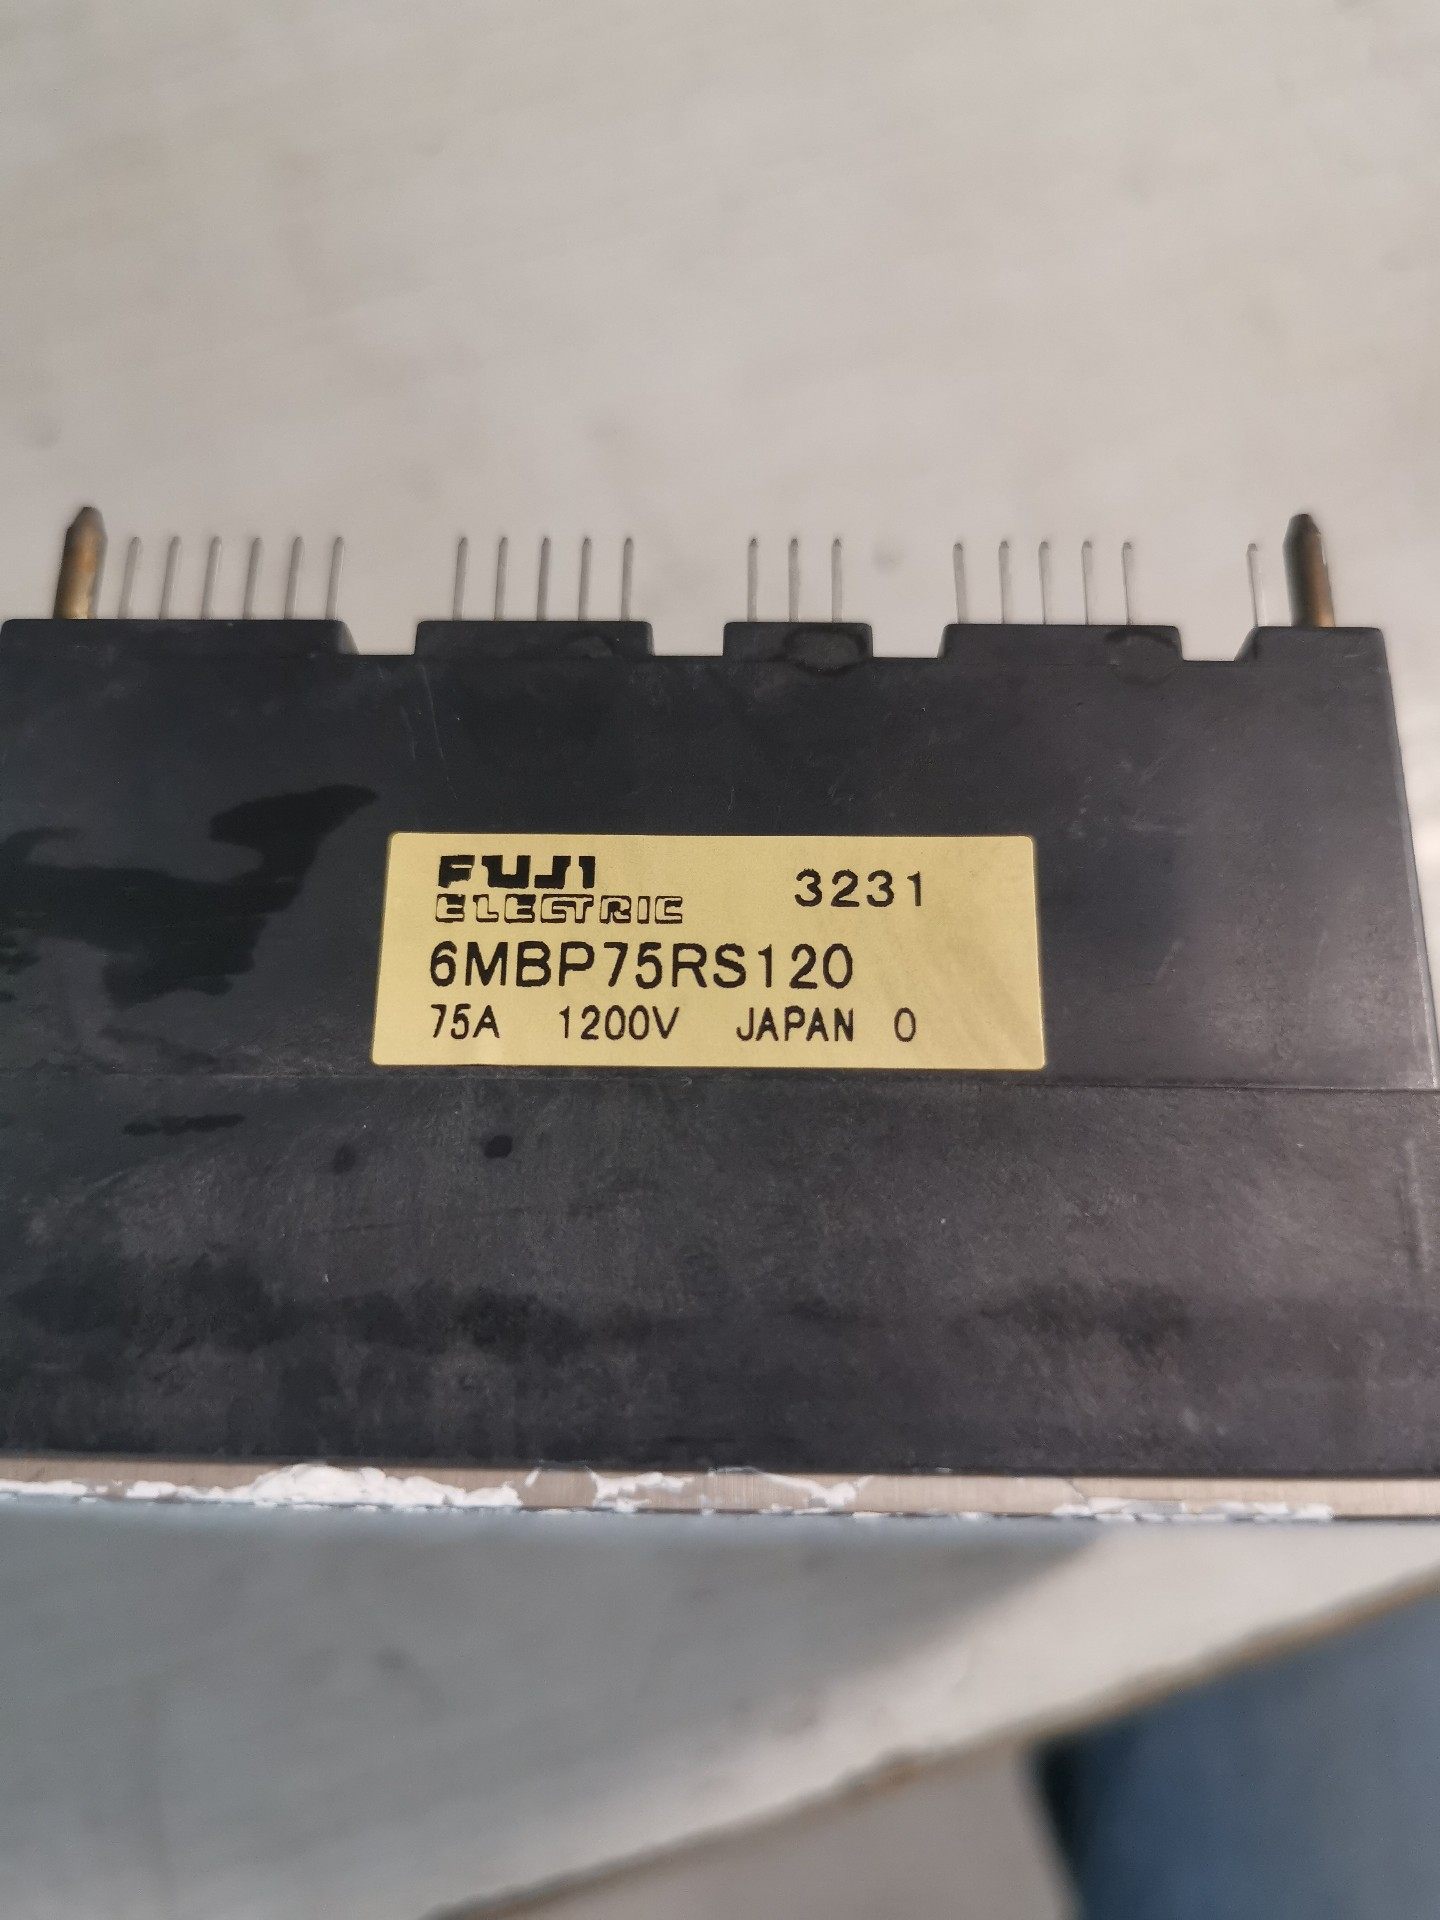 FUJI 3231
ELECTRIC
6MBP75RS120
75A 1200V JAPAN 0